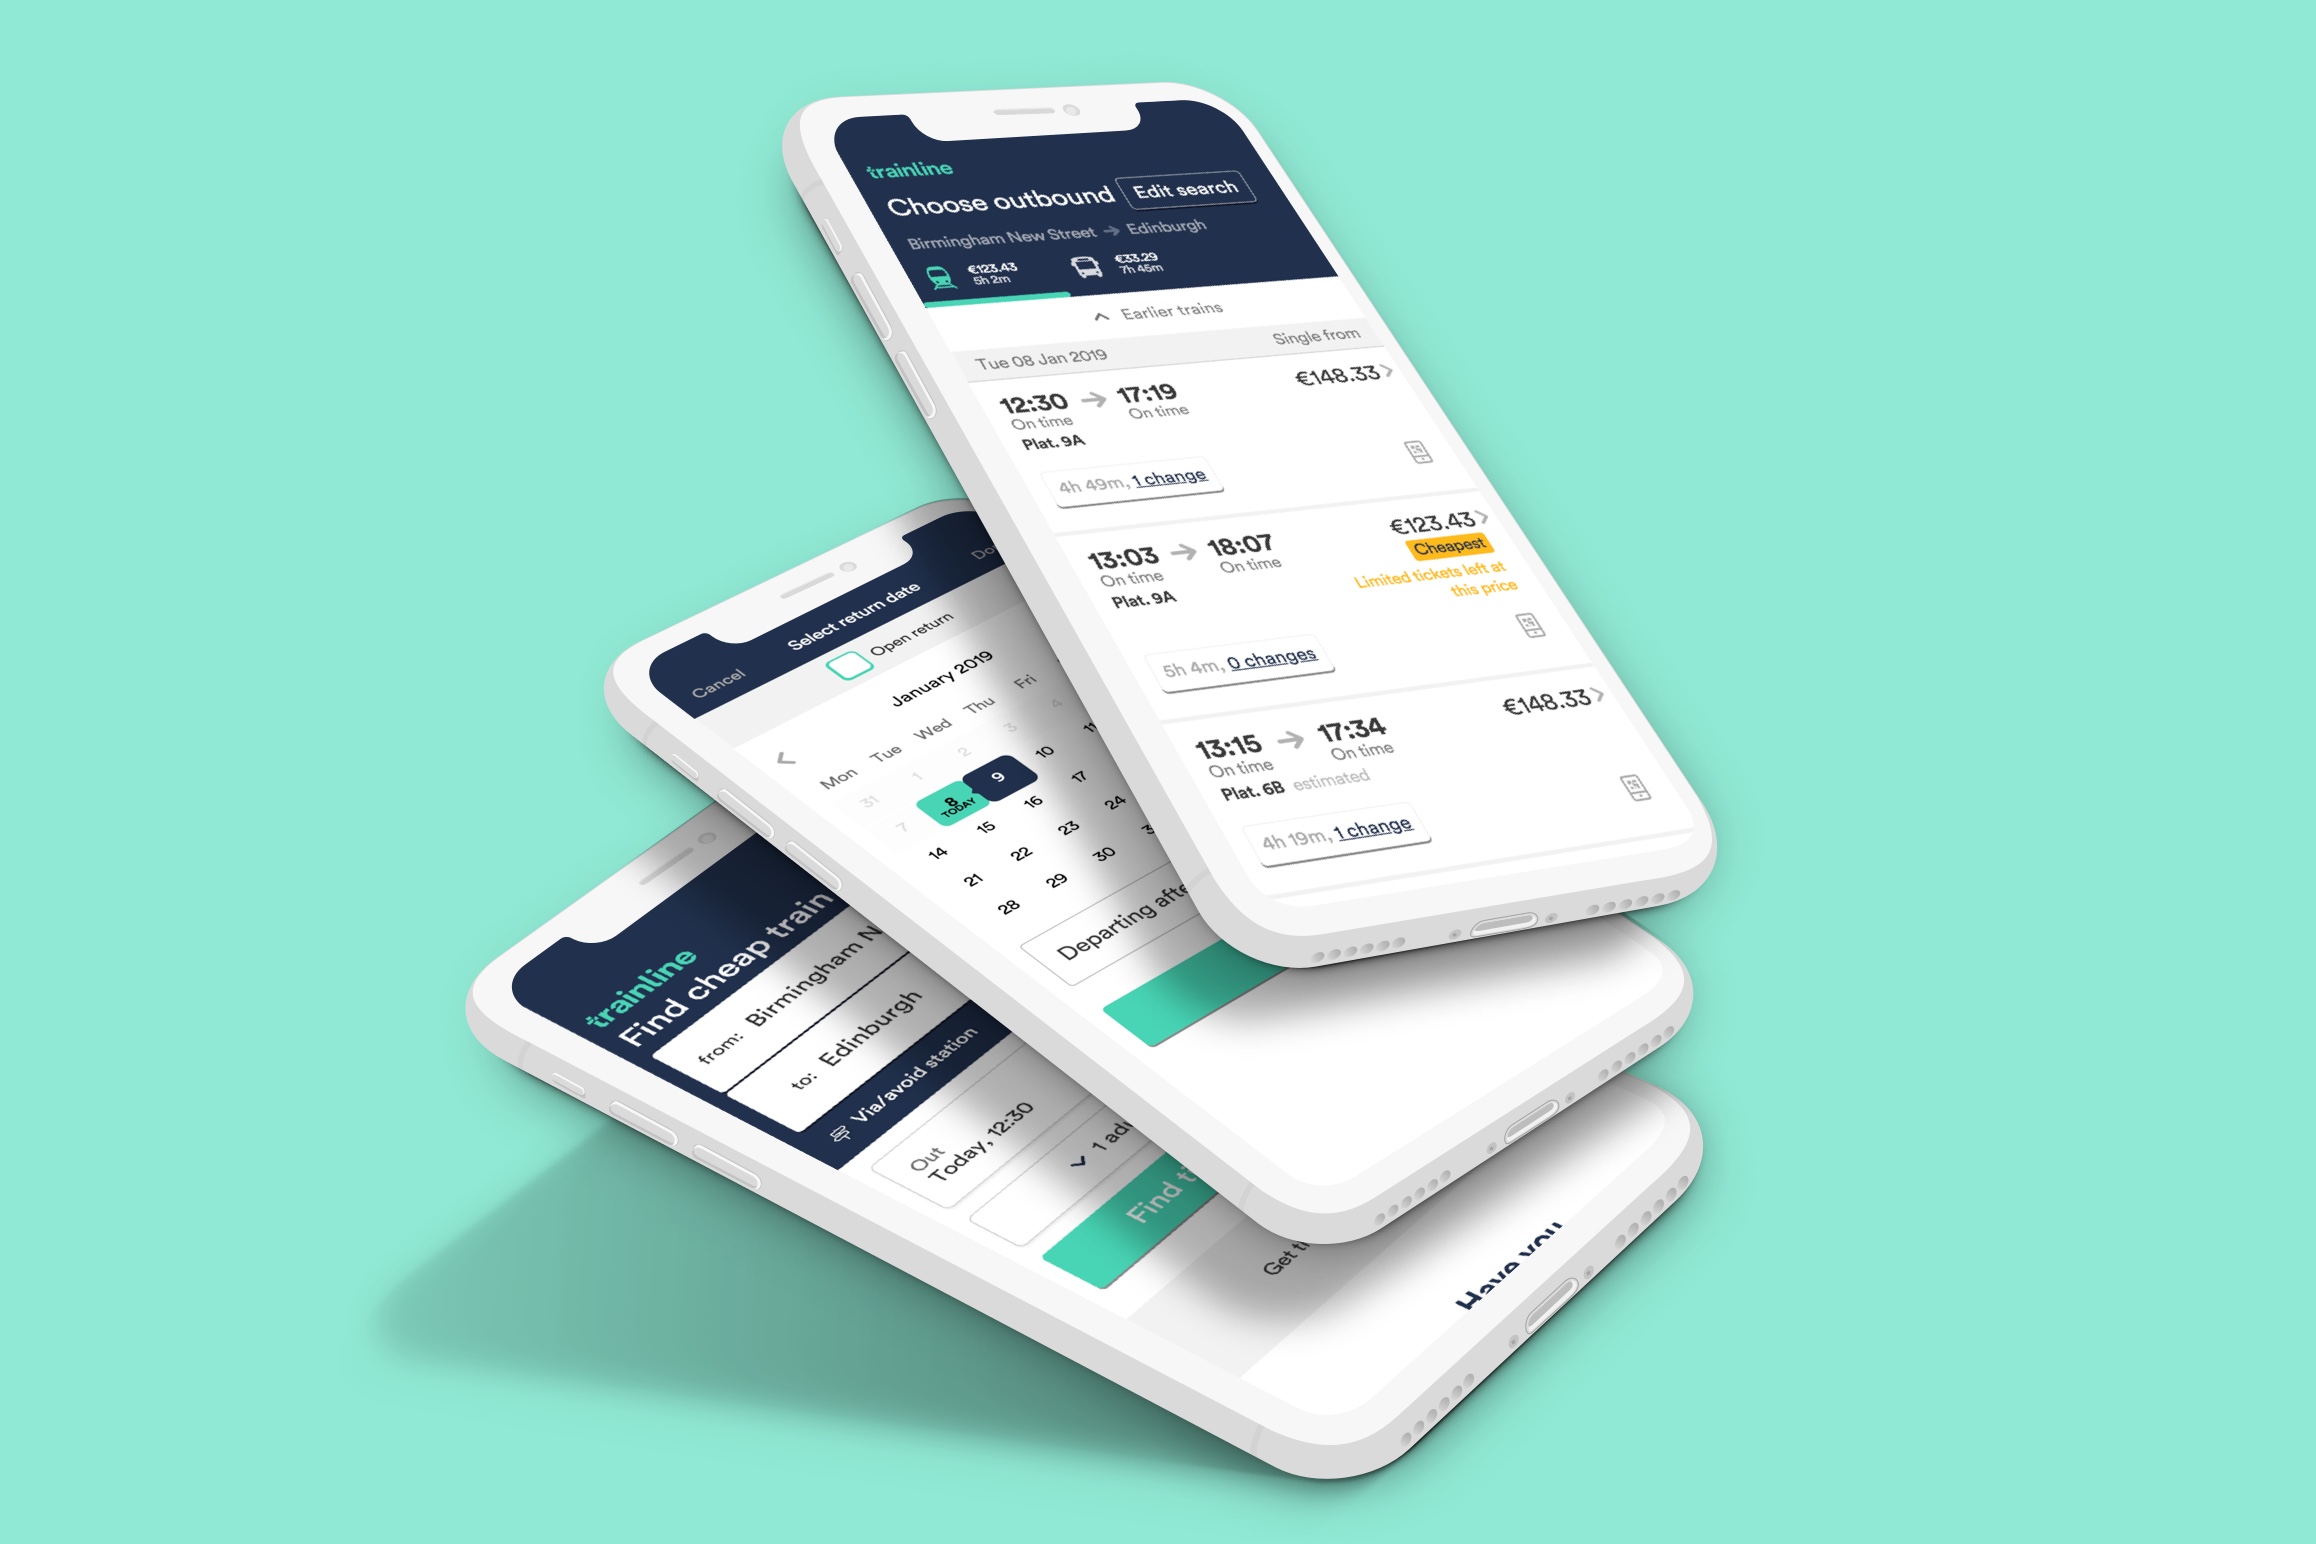 trainline
Choose outbound
Edit search
Birmingham New Street → Edinburgh
€123.43
5h 2m
€33.29
7h 45m
Earlier trains
Tue 08 Jan 2019 Single from
12:30 → 17:19 €148.33
On time On time
Plat. 9A
4h 49m, 1 change
13:03 → 18:07 €123.43
On time On time Cheapest
Plat. 9A Limited tickets left at
this price
5h 4m, 0 changes
13:15 → 17:34 €148.33
On time On time
Plat. 6B estimated
4h 19m, 1 change
Cancel Select return date
Open return
January 2019
Mon Tue Wed Thu Fri
31 1 2 3 4
7 8 9 10 11
TODAY
14 15 16 17
21 22 23 24
28 29 30
Departing
trainline
Find cheap train
from: Birmingham
to: Edinburgh
Via/avoid station
Out
Today, 12:30
1
Find
Get
Have you